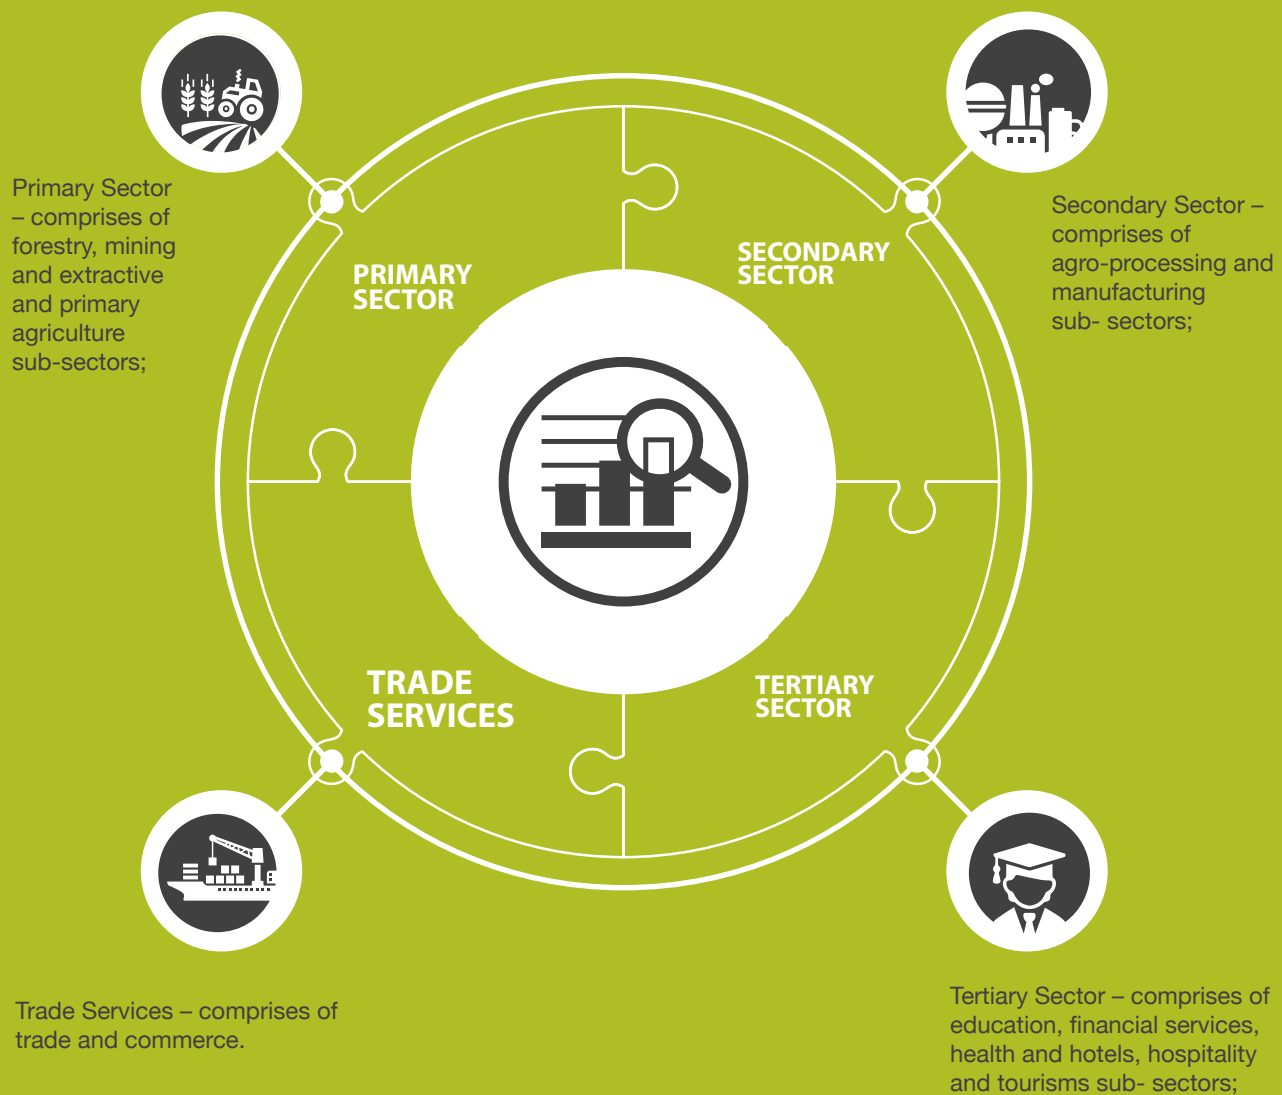 Primary Sector
– comprises of
forestry, mining
and extractive
and primary
agriculture
sub-sectors;
Secondary Sector –
comprises of
agro-processing and
manufacturing
sub- sectors;
PRIMARY
SECTOR
SECONDARY
SECTOR
TRADE
SERVICES
TERTIARY
SECTOR
Trade Services – comprises of
trade and commerce.
Tertiary Sector – comprises of
education, financial services,
health and hotels, hospitality
and tourisms sub- sectors;